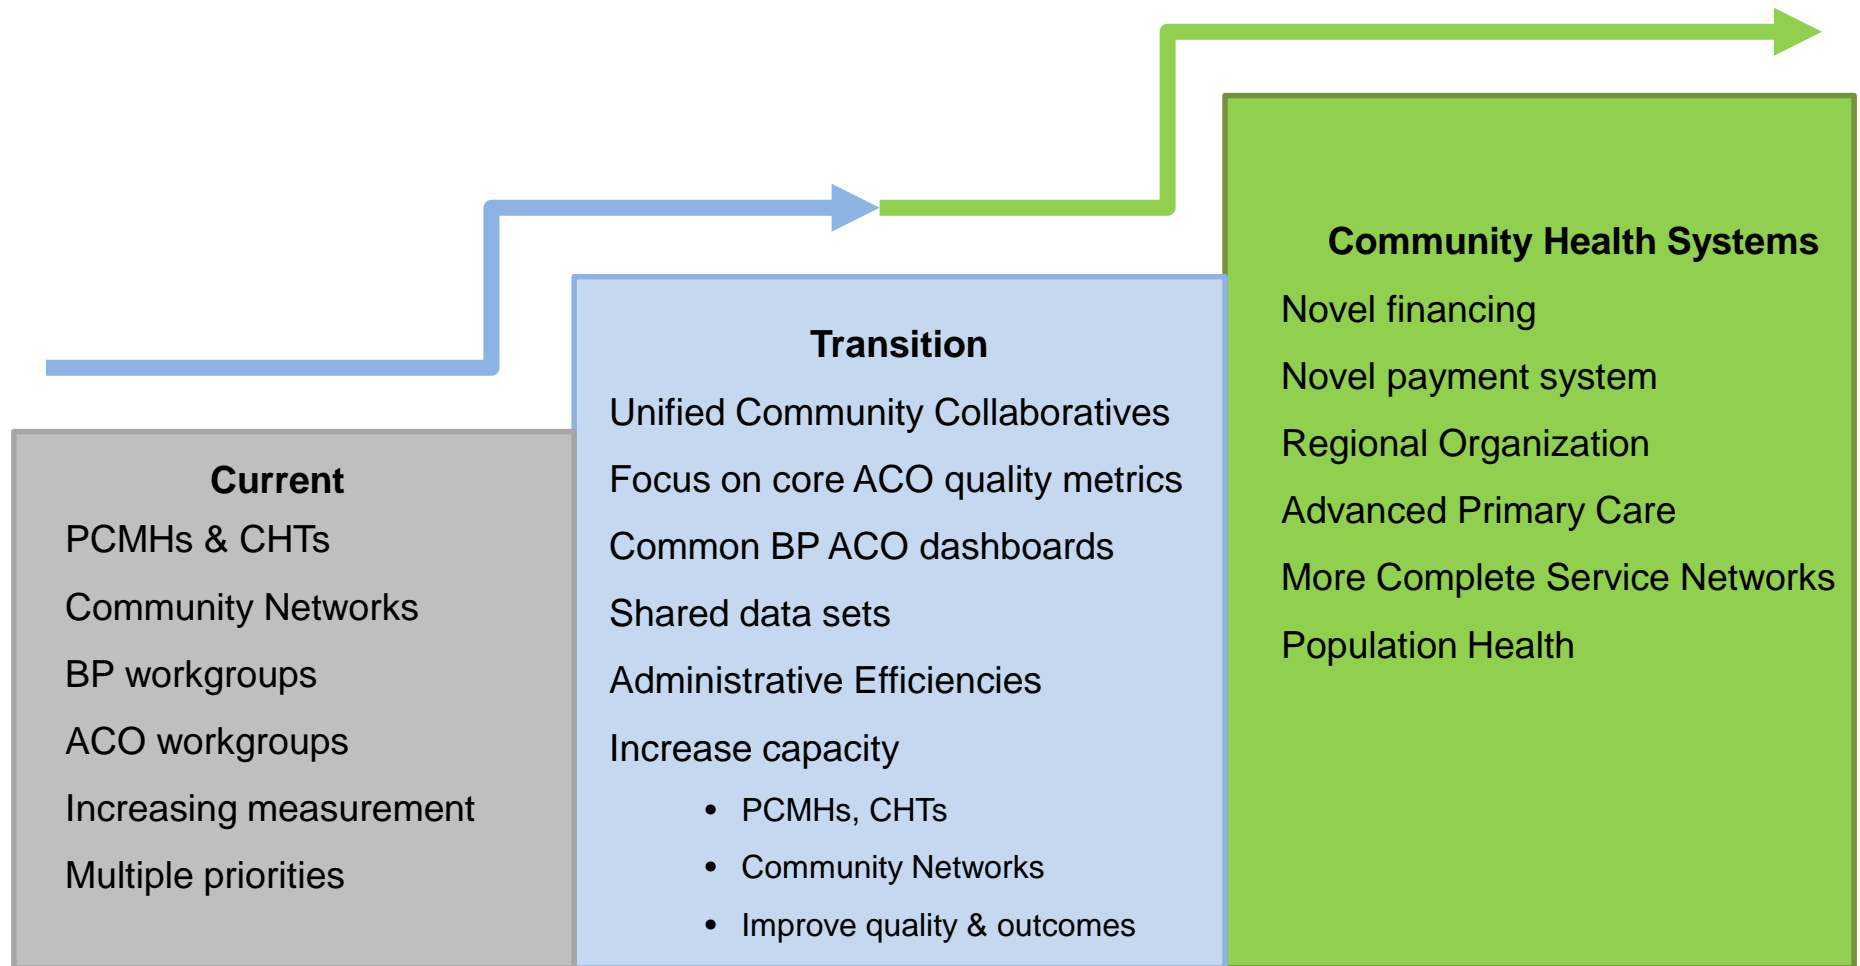 Current
PCMHs & CHTs
Community Networks
BP workgroups
ACO workgroups
Increasing measurement
Multiple priorities
Transition
Unified Community Collaboratives
Focus on core ACO quality metrics
Common BP ACO dashboards
Shared data sets
Administrative Efficiencies
Increase capacity
• PCMHs, CHTs
• Community Networks
• Improve quality & outcomes
Community Health Systems
Novel financing
Novel payment system
Regional Organization
Advanced Primary Care
More Complete Service Networks
Population Health